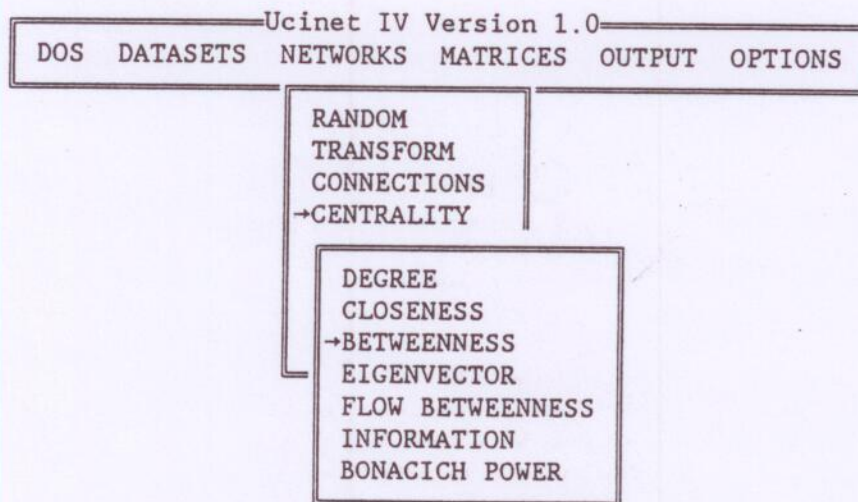 Ucinet IV Version 1.0
DOS DATASETS NETWORKS MATRICES OUTPUT OPTIONS
RANDOM
TRANSFORM
CONNECTIONS
→CENTRALITY
DEGREE
CLOSENESS
→BETWEENNESS
EIGENVECTOR
FLOW BETWEENNESS
INFORMATION
BONACICH POWER